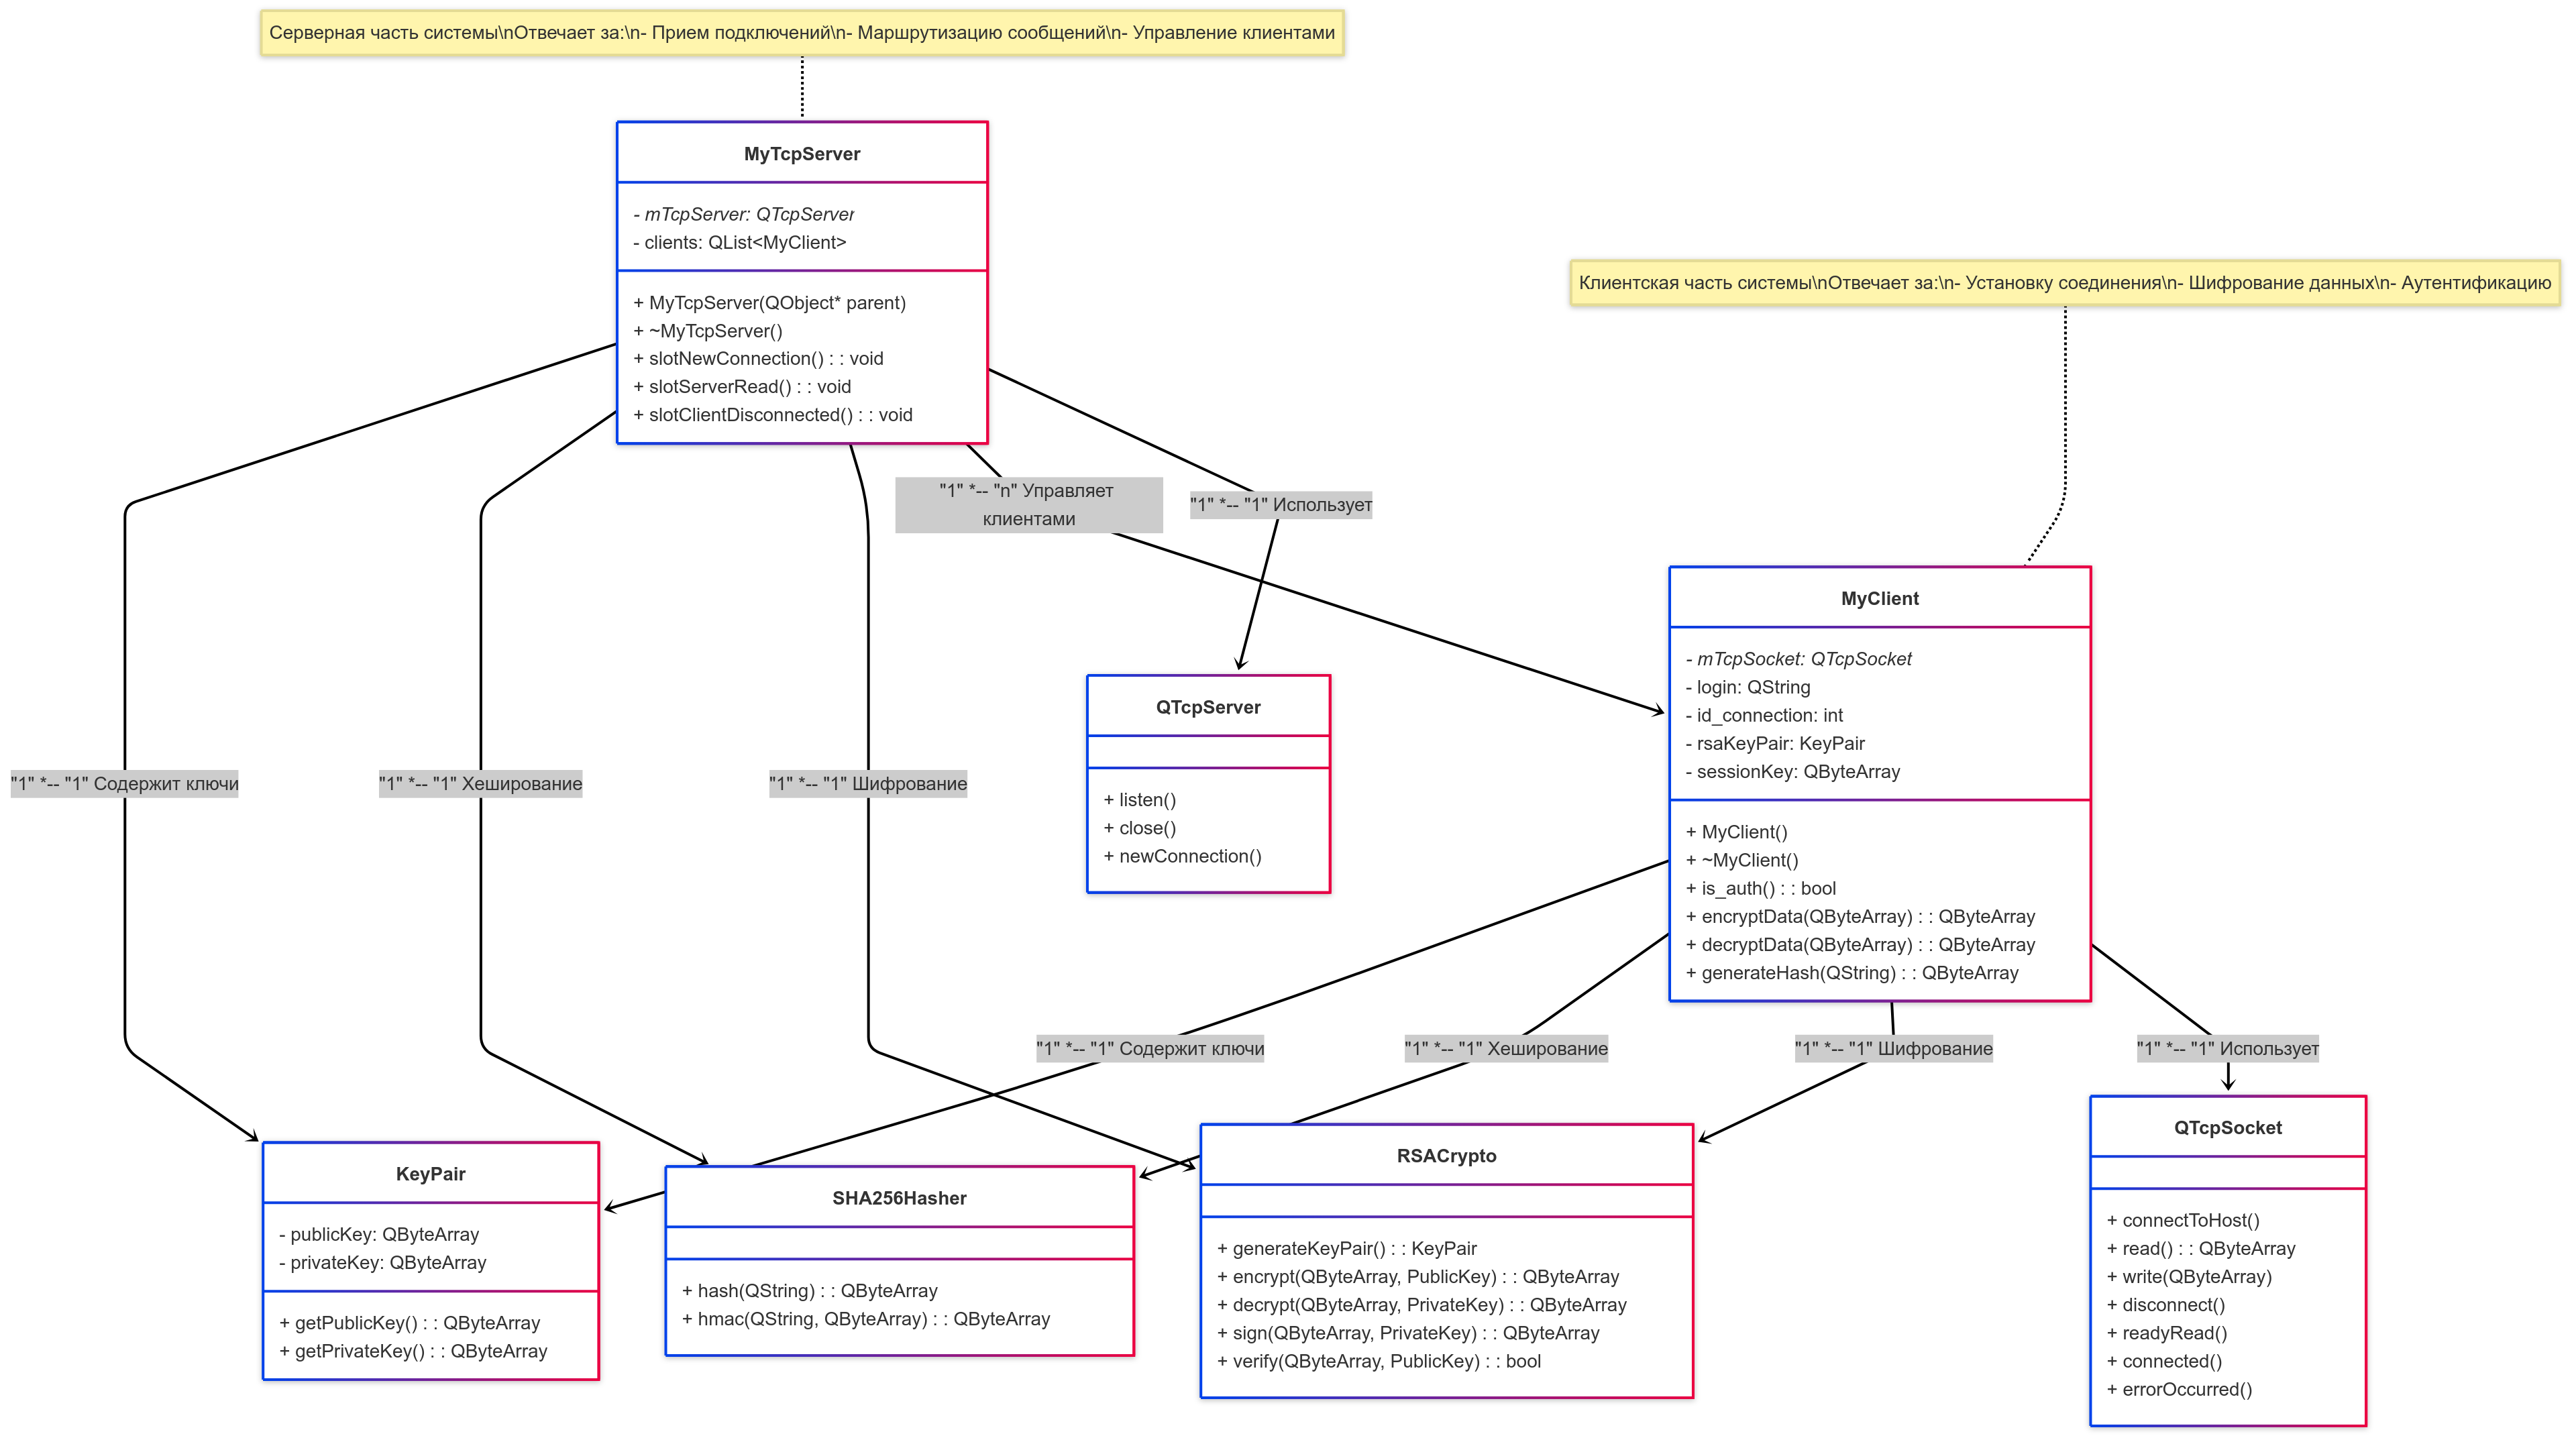 Серверная часть системы\nОтвечает за:\n- Прием подключений\n- Маршрутизацию сообщений\n- Управление клиентами
MyTcpServer
- mTcpServer: QTcpServer
- clients: QList<MyClient>
+ MyTcpServer(QObject* parent)
+ ~MyTcpServer()
+ slotNewConnection() : : void
+ slotServerRead() : : void
+ slotClientDisconnected() : : void
Клиентская часть системы\nОтвечает за:\n- Установку соединения\n- Шифрование данных\n- Аутентификацию
"1" *-- "n" Управляет
клиентами
"1" *-- "1" Использует
MyClient
- mTcpSocket: QTcpSocket
- login: QString
- id_connection: int
- rsaKeyPair: KeyPair
- sessionKey: QByteArray
+ MyClient()
+ ~MyClient()
+ is_auth() : : bool
+ encryptData(QByteArray) : : QByteArray
+ decryptData(QByteArray) : : QByteArray
+ generateHash(QString) : : QByteArray
QTcpServer
+ listen()
+ close()
+ newConnection()
"1" *-- "1" Содержит ключи
"1" *-- "1" Хеширование
"1" *-- "1" Шифрование
"1" *-- "1" Содержит ключи
"1" *-- "1" Хеширование
"1" *-- "1" Шифрование
"1" *-- "1" Использует
KeyPair
- publicKey: QByteArray
- privateKey: QByteArray
+ getPublicKey() : : QByteArray
+ getPrivateKey() : : QByteArray
SHA256Hasher
+ hash(QString) : : QByteArray
+ hmac(QString, QByteArray) : : QByteArray
RSACrypto
+ generateKeyPair() : : KeyPair
+ encrypt(QByteArray, PublicKey) : : QByteArray
+ decrypt(QByteArray, PrivateKey) : : QByteArray
+ sign(QByteArray, PrivateKey) : : QByteArray
+ verify(QByteArray, PublicKey) : : bool
QTcpSocket
+ connectToHost()
+ read() : : QByteArray
+ write(QByteArray)
+ disconnect()
+ readyRead()
+ connected()
+ errorOccurred()